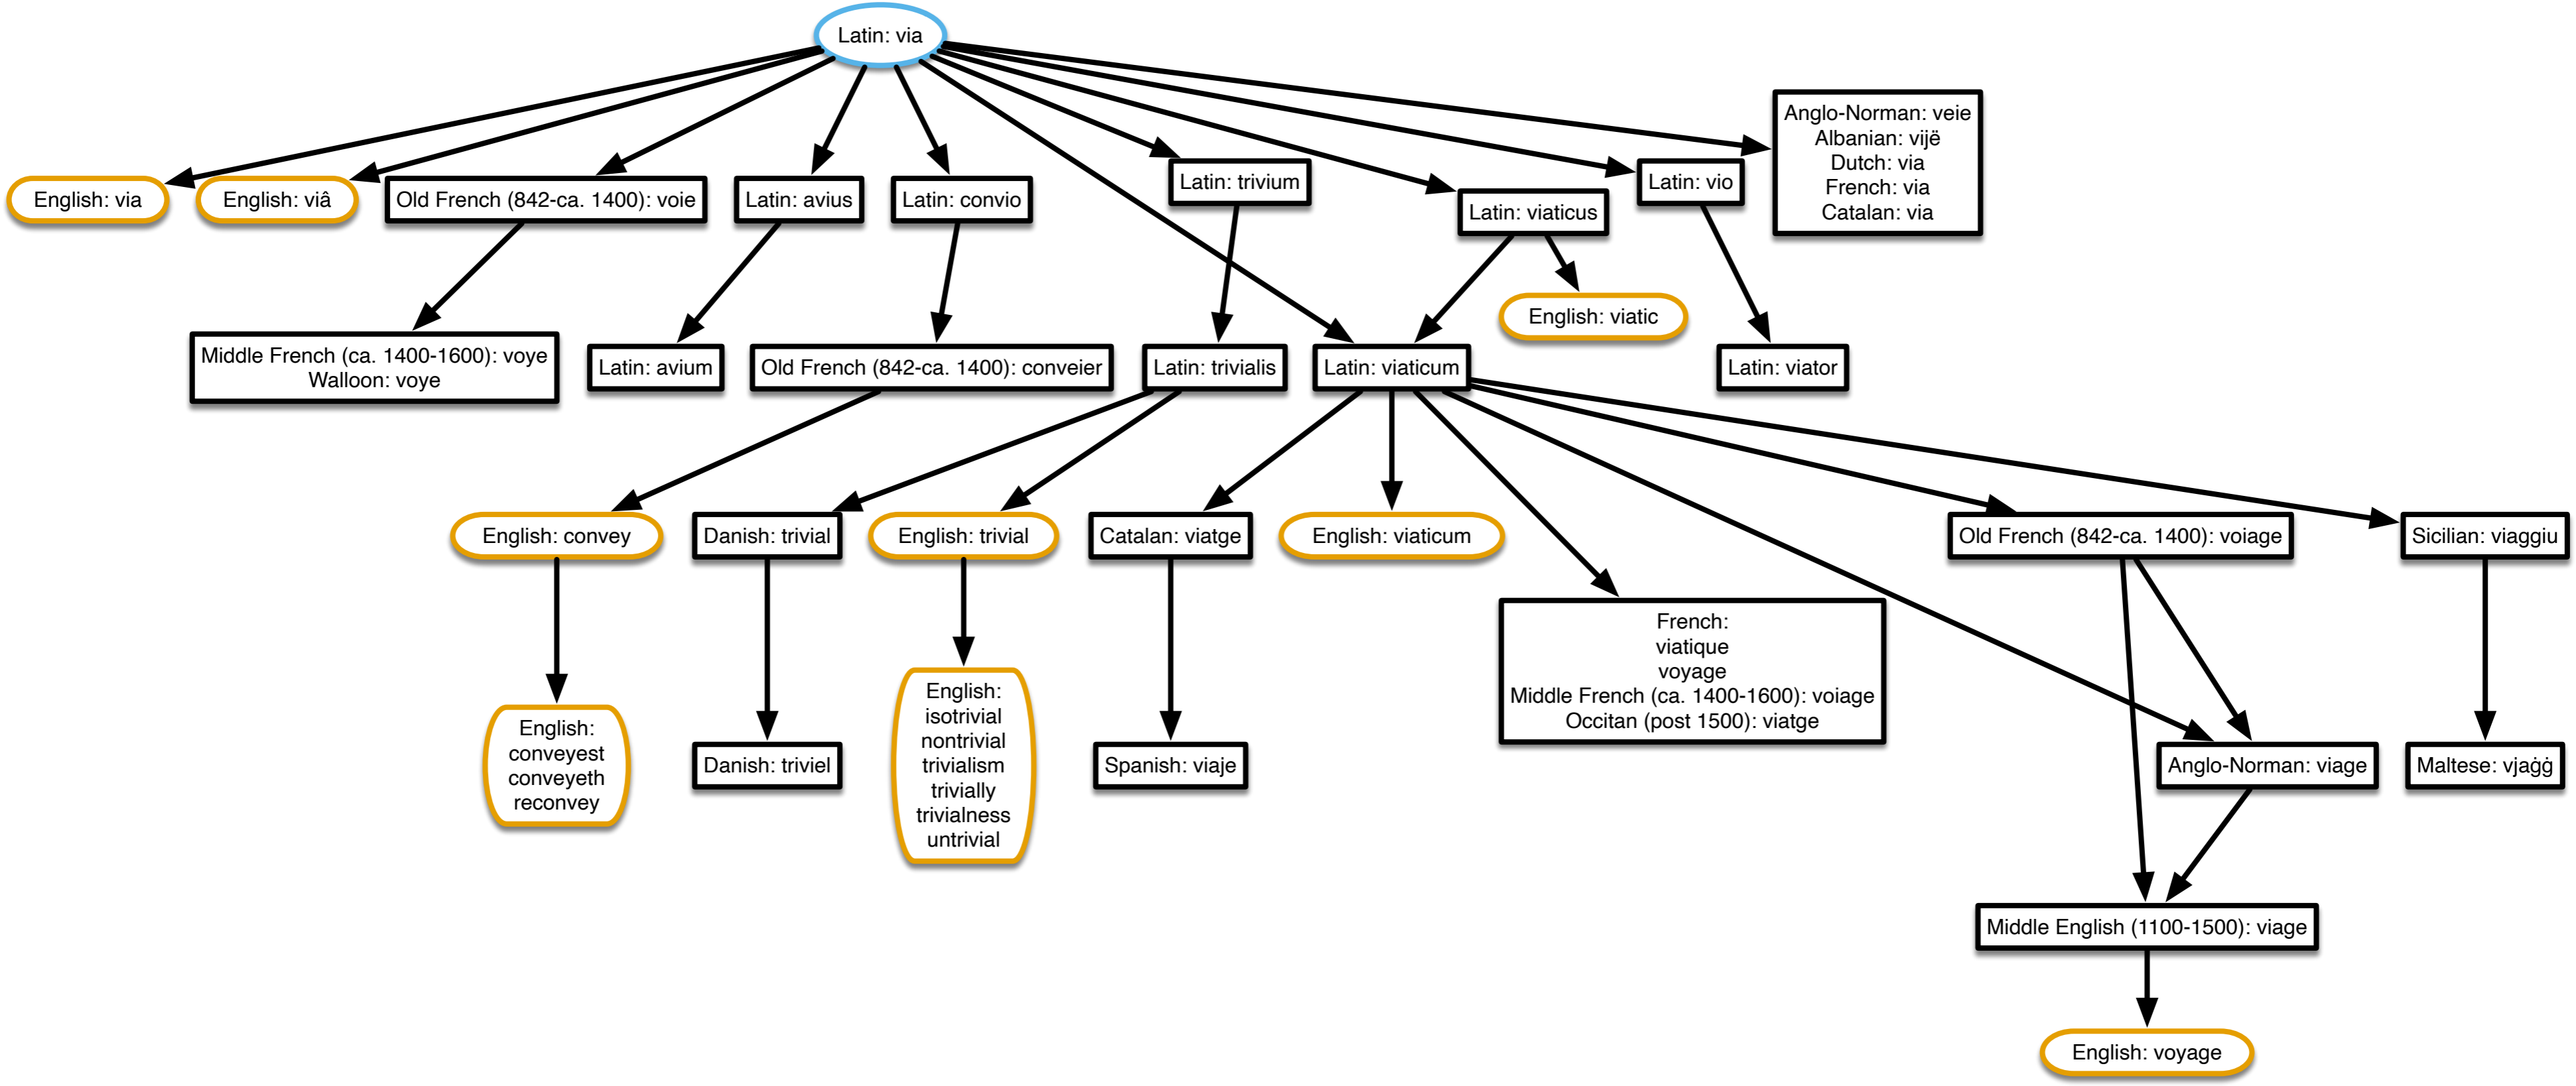 Latin: via
Anglo-Norman: veie
Albanian: vijë
Dutch: via
French: via
Catalan: via
English: via
English: viâ
Old French (842-ca. 1400): voie
Latin: avius
Latin: convio
Latin: trivium
Latin: viaticus
Latin: vio
English: viatic
Middle French (ca. 1400-1600): voye
Walloon: voye
Latin: avium
Old French (842-ca. 1400): conveier
Latin: trivialis
Latin: viaticum
Latin: viator
English: convey
Danish: trivial
English: trivial
Catalan: viatge
English: viaticum
Old French (842-ca. 1400): voiage
Sicilian: viaggiu
French:
viatique
voyage
Middle French (ca. 1400-1600): voiage
Occitan (post 1500): viatge
English:
conveyest
conveyeth
reconvey
Danish: triviel
English:
isotrivial
nontrivial
trivialism
trivially
trivialness
untrivial
Spanish: viaje
Anglo-Norman: viage
Maltese: vjaġġ
Middle English (1100-1500): viage
English: voyage